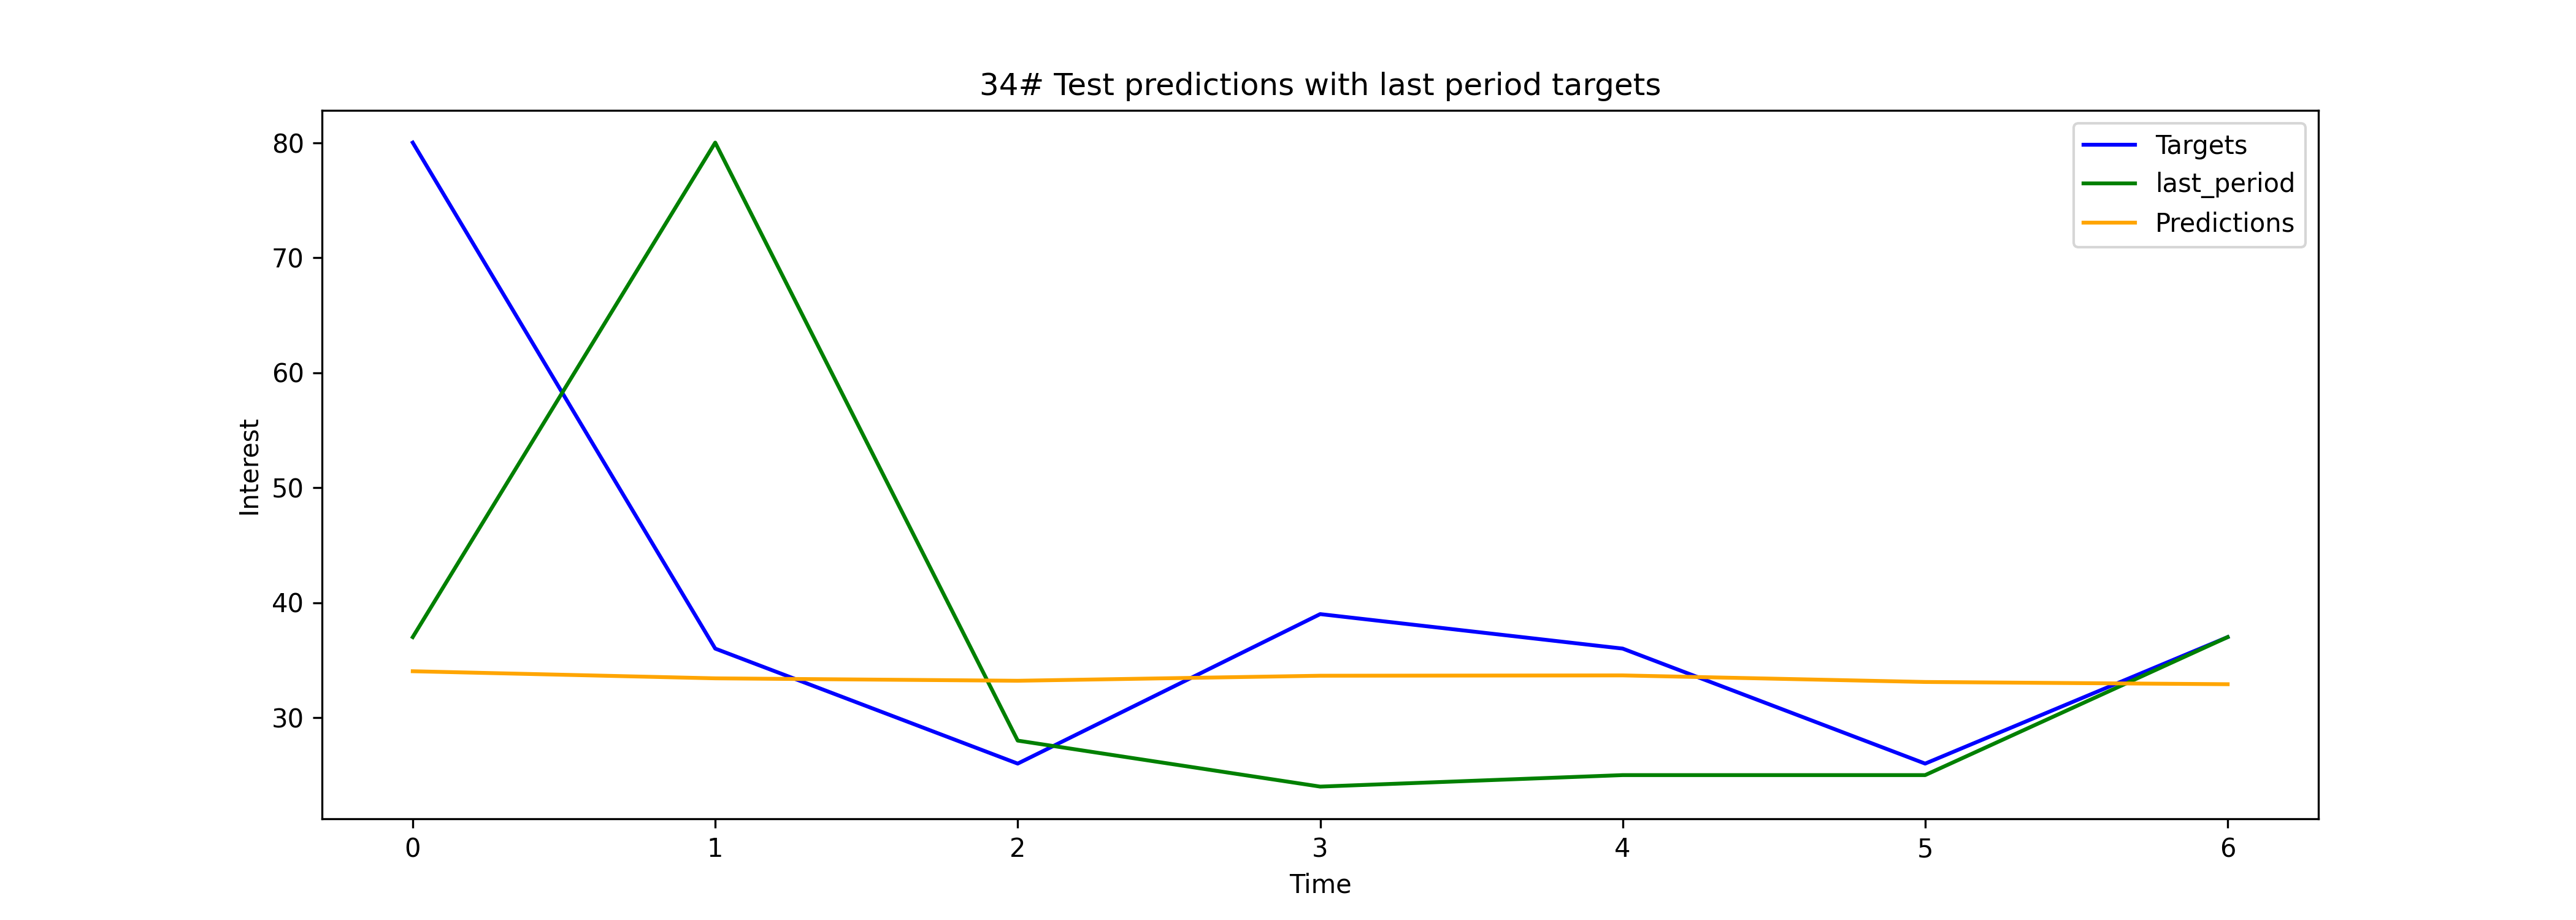 34# Test predictions with last period targets
Targets
last_period
Predictions
80
70
60
50
40
30
Interest
0 1 2 3 4 5 6
Time